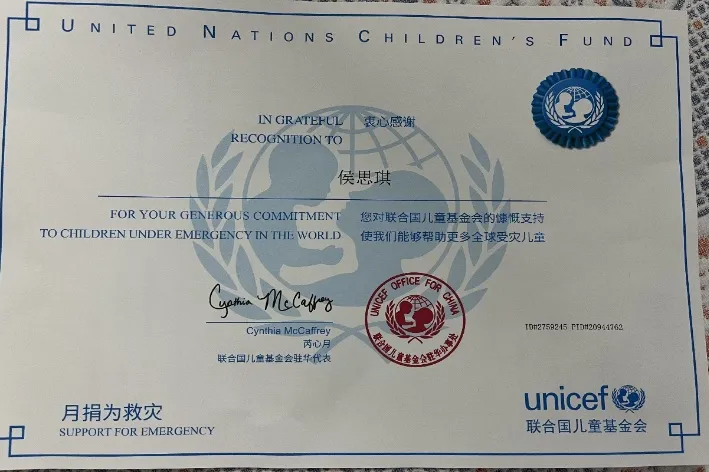 UNITED NATIONS CHILDREN'S FUND
IN GRATEFUL 衷心感谢
RECOGNITION TO
侯思琪
FOR YOUR GENEROUS COMMITMENT 您对联合国儿童基金会的慷慨支持
TO CHILDREN UNDER EMERGENCY IN THE WORLD 使我们能够帮助更多全球受灾儿童
Cynthia McCaffrey
UNICEF OFFICE FOR CHINA
联合国儿童基金会驻华办事处
Cynthia McCaffrey
芮心月
联合国儿童基金会驻华代表
ID#2759245 PID#20944762
月捐为救灾
SUPPORT FOR EMERGENCY
unicef
联合国儿童基金会